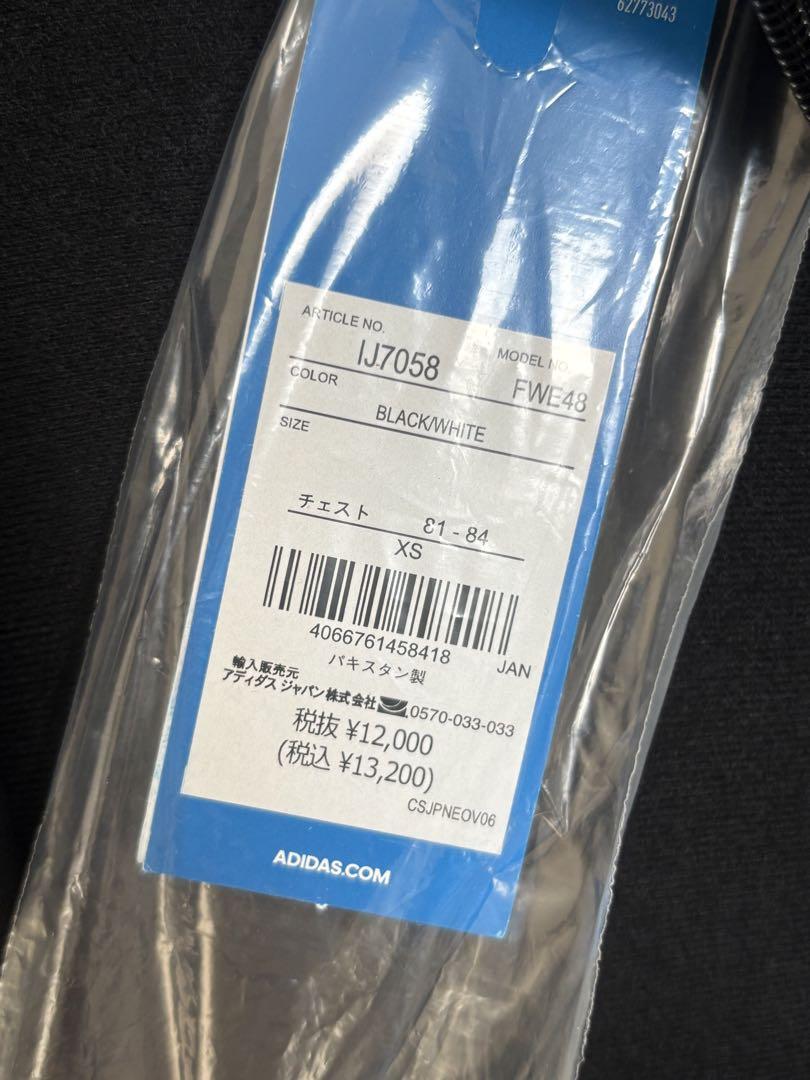 62773043
ARTICLE NO.
IJ7058
MODEL NO.
FWE48
COLOR
BLACK/WHITE
SIZE
チェスト 81 - 84
XS
4066761458418
JAN
パキスタン製
輸入販売元
アディダス ジャパン株式会社 0570-033-033
税抜 ¥12,000
(税込 ¥13,200)
CSJPNEOV06
ADIDAS.COM